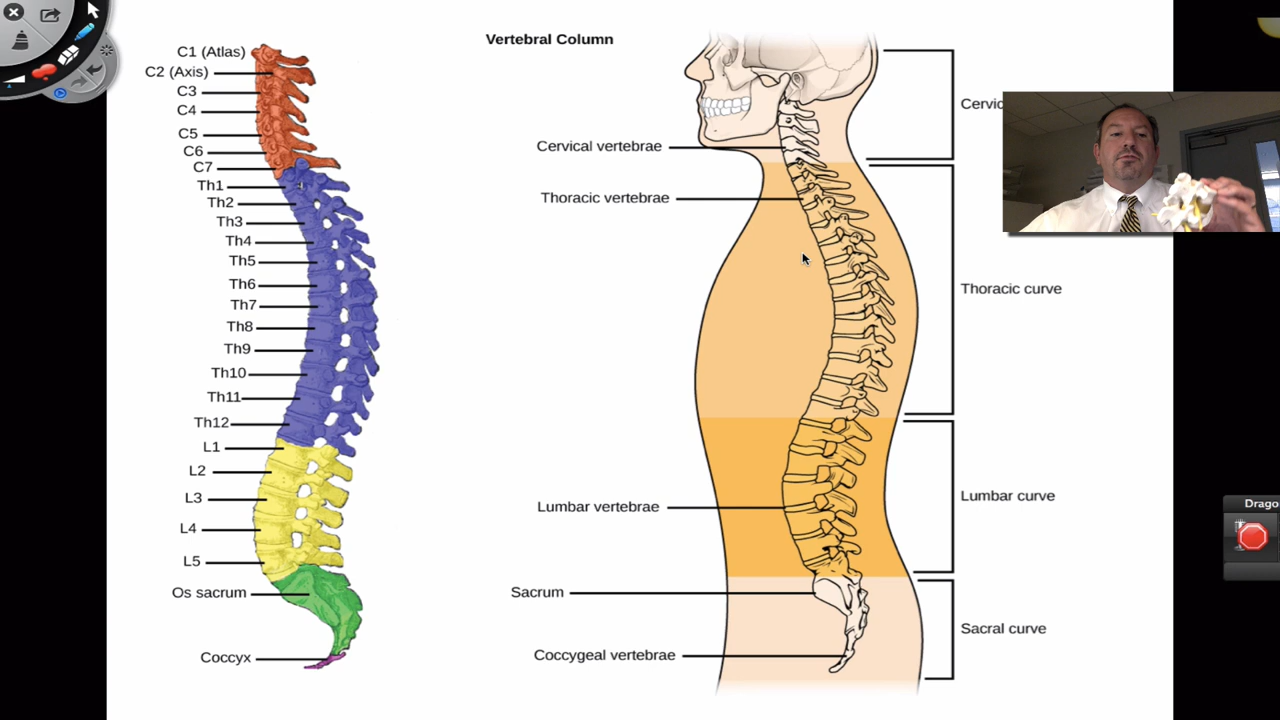 Vertebral Column
C1 (Atlas)
C2 (Axis)
C3
C4
C5
C6
C7
Th1
Th2
Th3
Th4
Th5
Th6
Th7
Th8
Th9
Th10
Th11
Th12
L1
L2
L3
L4
L5
Os sacrum
Coccyx
Cervical vertebrae
Thoracic vertebrae
Lumbar vertebrae
Sacrum
Coccygeal vertebrae
Thoracic curve
Lumbar curve
Sacral curve